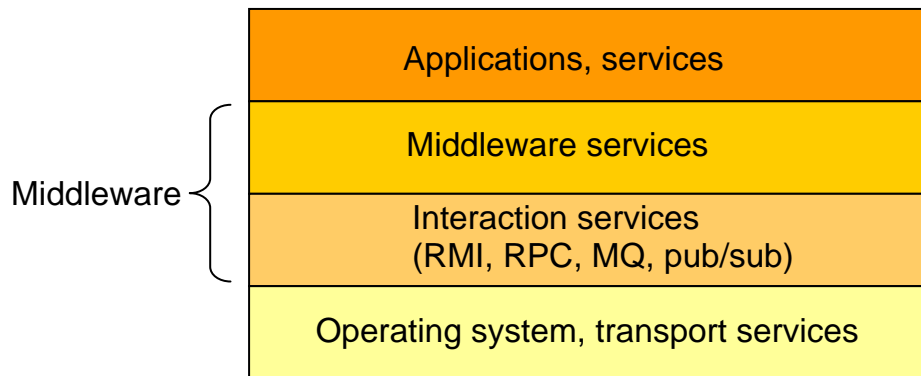 Applications, services
Middleware services
Middleware
Interaction services
(RMI, RPC, MQ, pub/sub)
Operating system, transport services